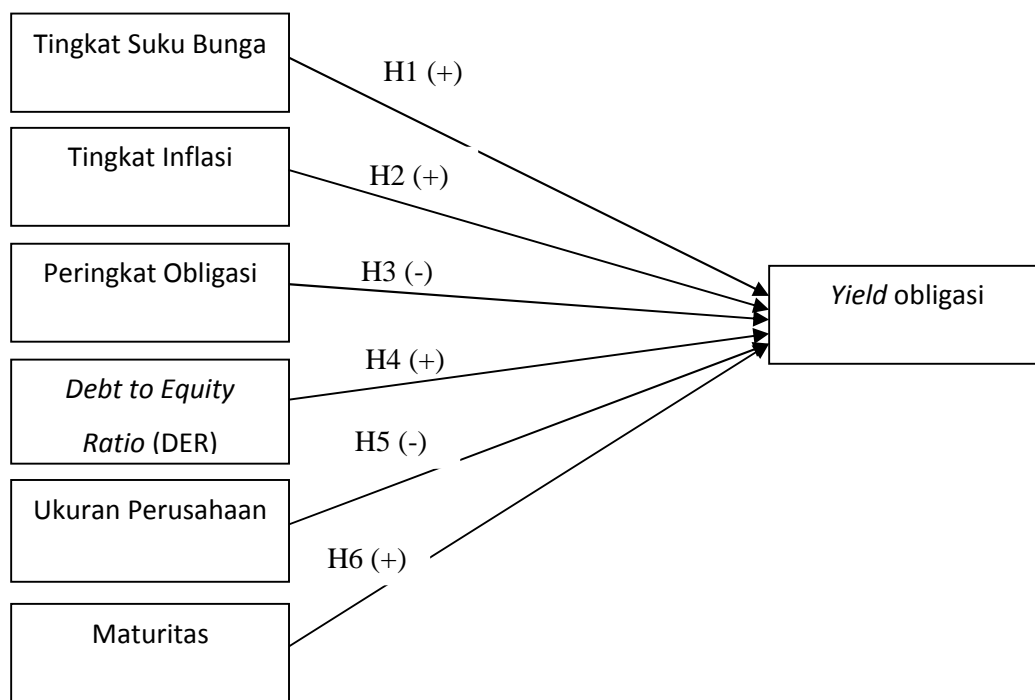 Tingkat Suku Bunga
H1 (+)
Tingkat Inflasi
H2 (+)
Peringkat Obligasi
H3 (-)
Yield obligasi
Debt to Equity
Ratio (DER)
H4 (+)
H5 (-)
Ukuran Perusahaan
H6 (+)
Maturitas